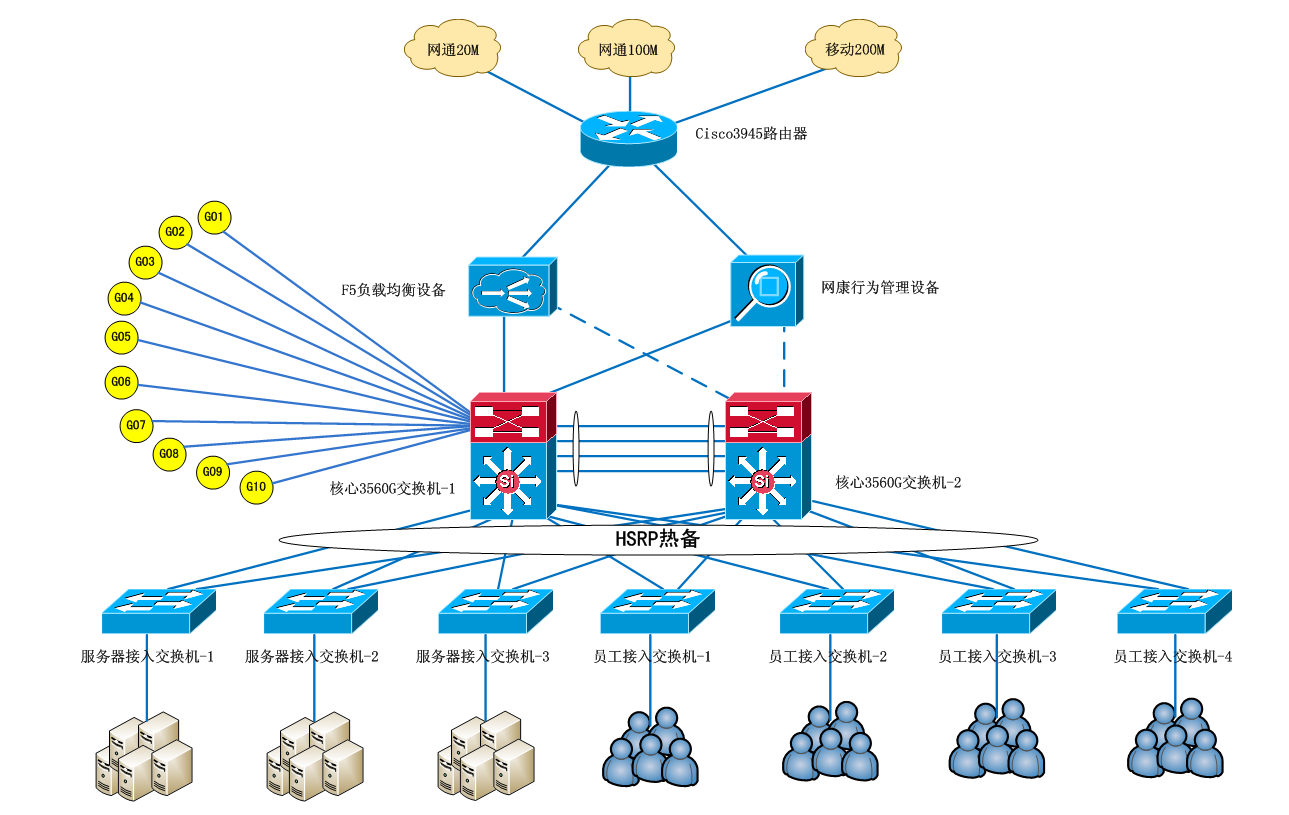 网通20M
网通100M
移动200M
Cisco3945路由器
G01
G02
G03
G04
G05
G06
G07
G08
G09
G10
F5负载均衡设备
网康行为管理设备
Si
Si
核心3560G交换机-1
核心3560G交换机-2
HSRP热备
服务器接入交换机-1
服务器接入交换机-2
服务器接入交换机-3
员工接入交换机-1
员工接入交换机-2
员工接入交换机-3
员工接入交换机-4